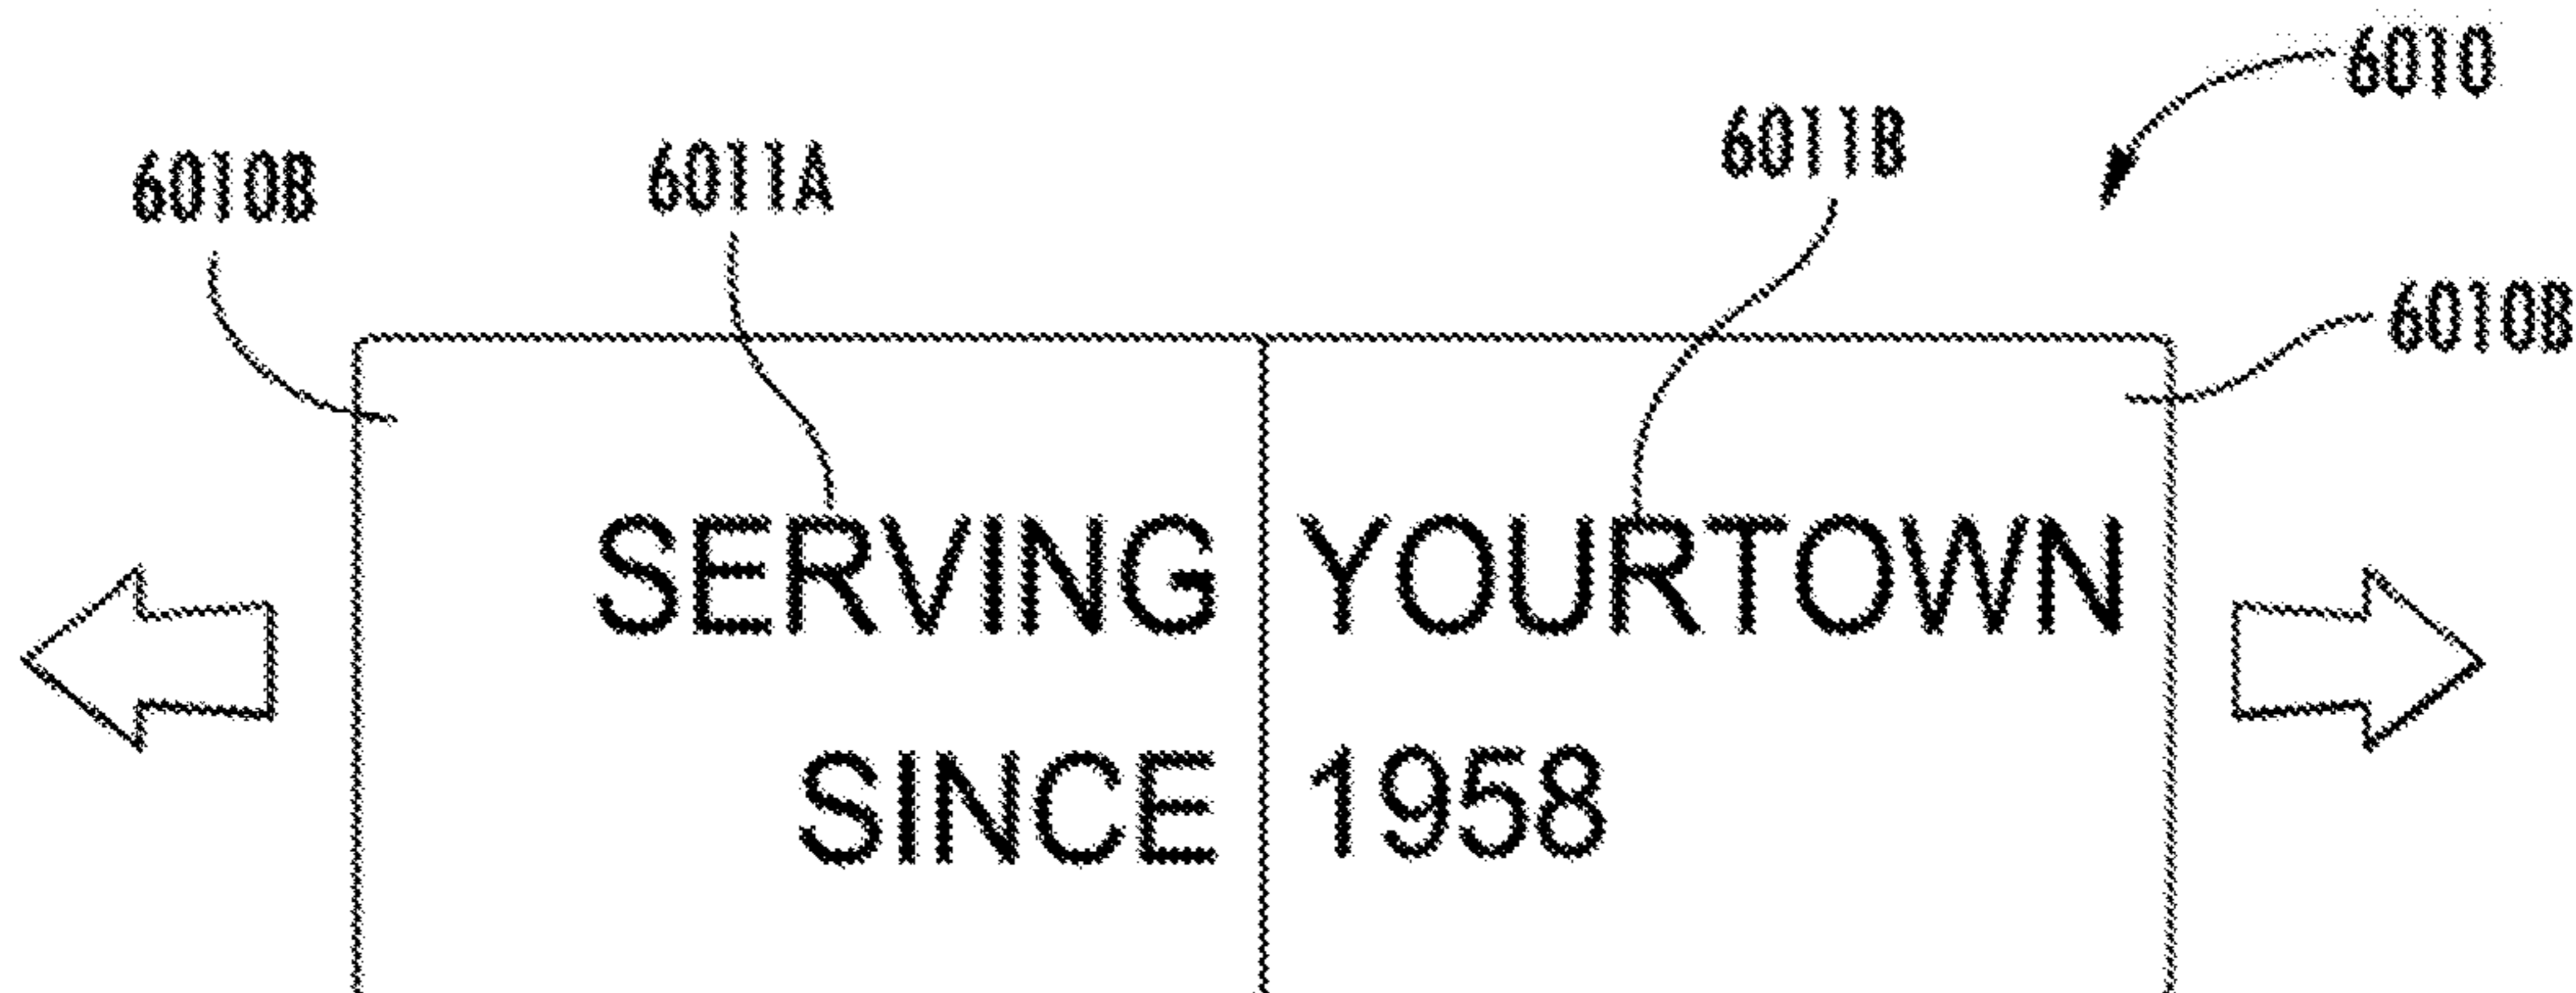 6010
6010B 6011A 6011B
6010B
SERVING YOURTOWN
SINCE 1958